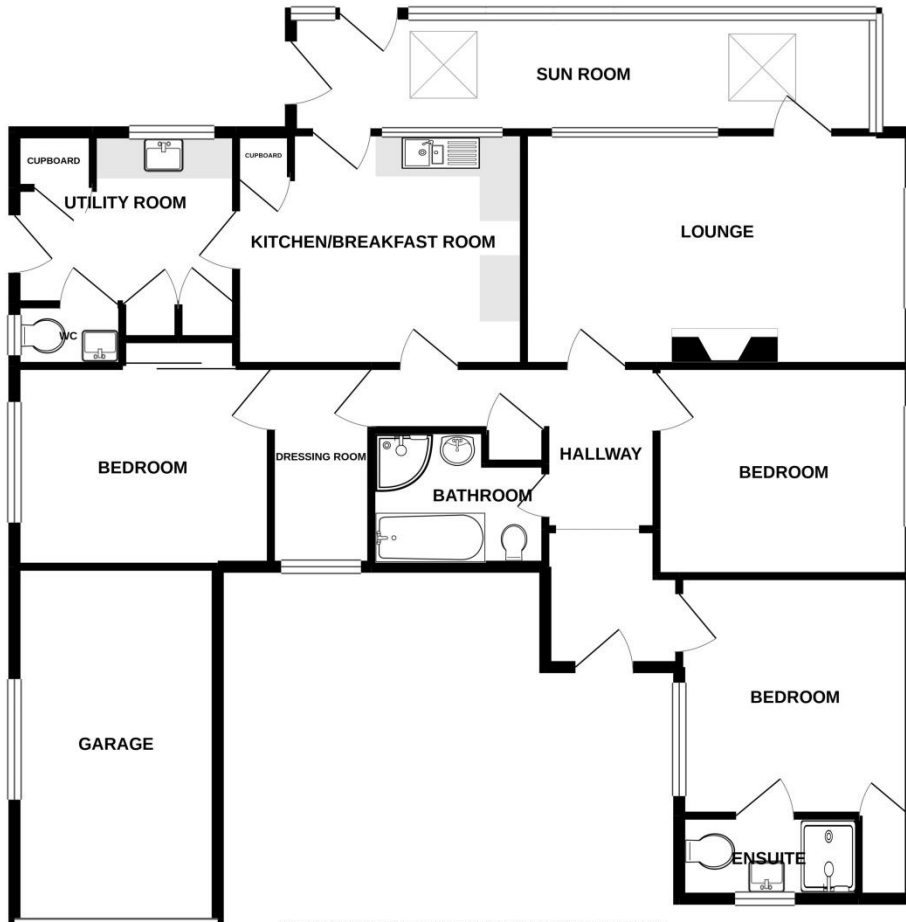 SUN ROOM
CUPBOARD
CUPBOARD
UTILITY ROOM
KITCHEN/BREAKFAST ROOM
LOUNGE
WC
BEDROOM
DRESSING ROOM
HALLWAY
BEDROOM
BATHROOM
BEDROOM
GARAGE
ENSUITE